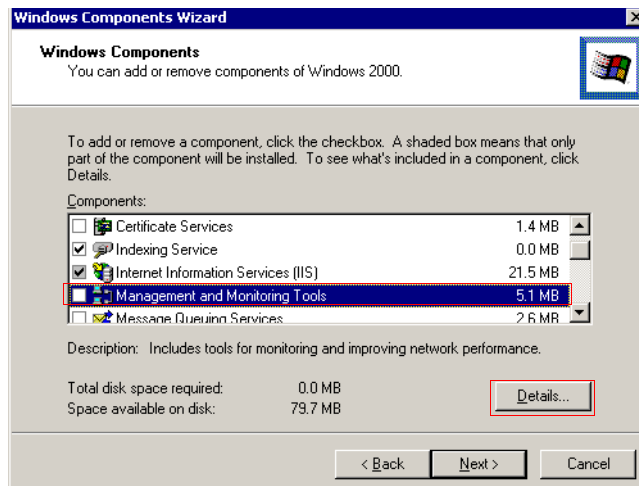 Windows Components Wizard
Windows Components
You can add or remove components of Windows 2000.
To add or remove a component, click the checkbox. A shaded box means that only
part of the component will be installed. To see what's included in a component, click
Details.
Components:
Certificate Services 1.4 MB
Indexing Service 0.0 MB
Internet Information Services (IIS) 21.5 MB
Management and Monitoring Tools 5.1 MB
Message Queuing Services 2.6 MB
Description: Includes tools for monitoring and improving network performance.
Total disk space required: 0.0 MB
Space available on disk: 79.7 MB
Details...
< Back Next > Cancel